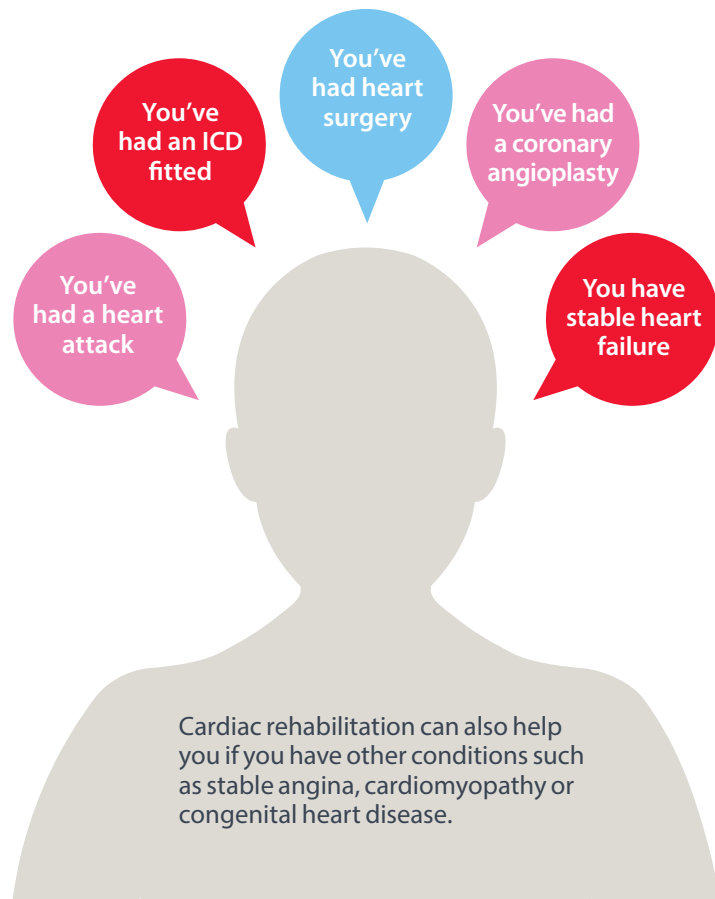 You've
had a heart
attack
You've
had an ICD
fitted
You've
had heart
surgery
You've had
a coronary
angioplasty
You have
stable heart
failure
Cardiac rehabilitation can also help
you if you have other conditions such
as stable angina, cardiomyopathy or
congenital heart disease.